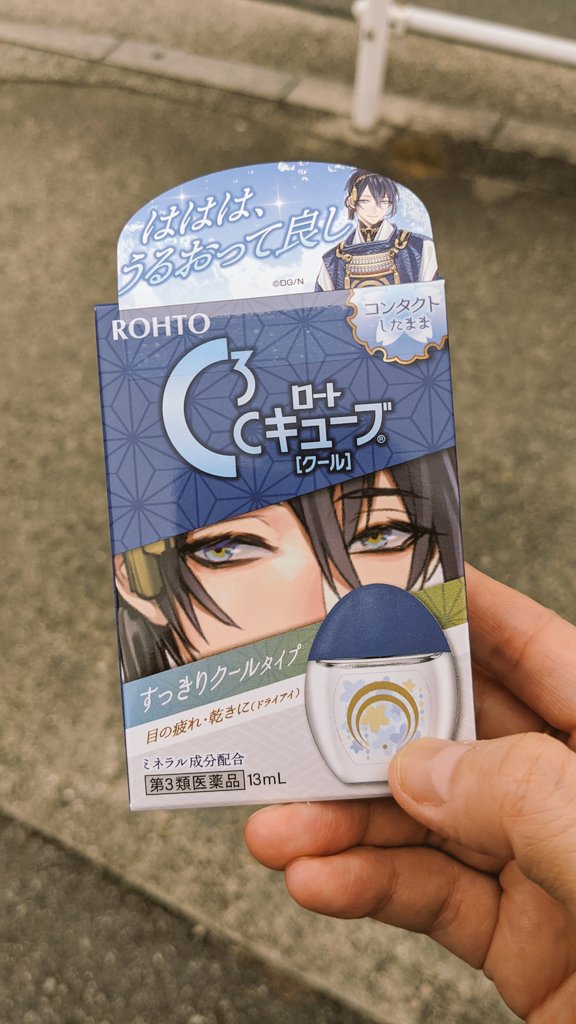 ははは、
うるおって良し
©DG/N
ROHTO
コンタクト
したまま
C3
ロート
Cキューブ®
[クール]
すっきりクールタイプ
目の疲れ・乾きに(ドライアイ)
ミネラル成分配合
第3類医薬品 13mL